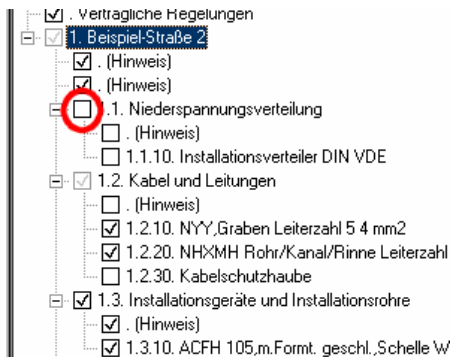 . Vertragliche Regelungen
1. Beispiel-Straße 2
. (Hinweis)
. (Hinweis)
1.1. Niederspannungsverteilung
. (Hinweis)
1.1.10. Installationsverteiler DIN VDE
1.2. Kabel und Leitungen
. (Hinweis)
1.2.10. NYY,Graben Leiterzahl 5 4 mm2
1.2.20. NHXMH Rohr/Kanal/Rinne Leiterzahl
1.2.30. Kabelschutzhaube
1.3. Installationsgeräte und Installationsrohre
. (Hinweis)
1.3.10. ACFH 105,m.Formt. geschl.,Schelle W